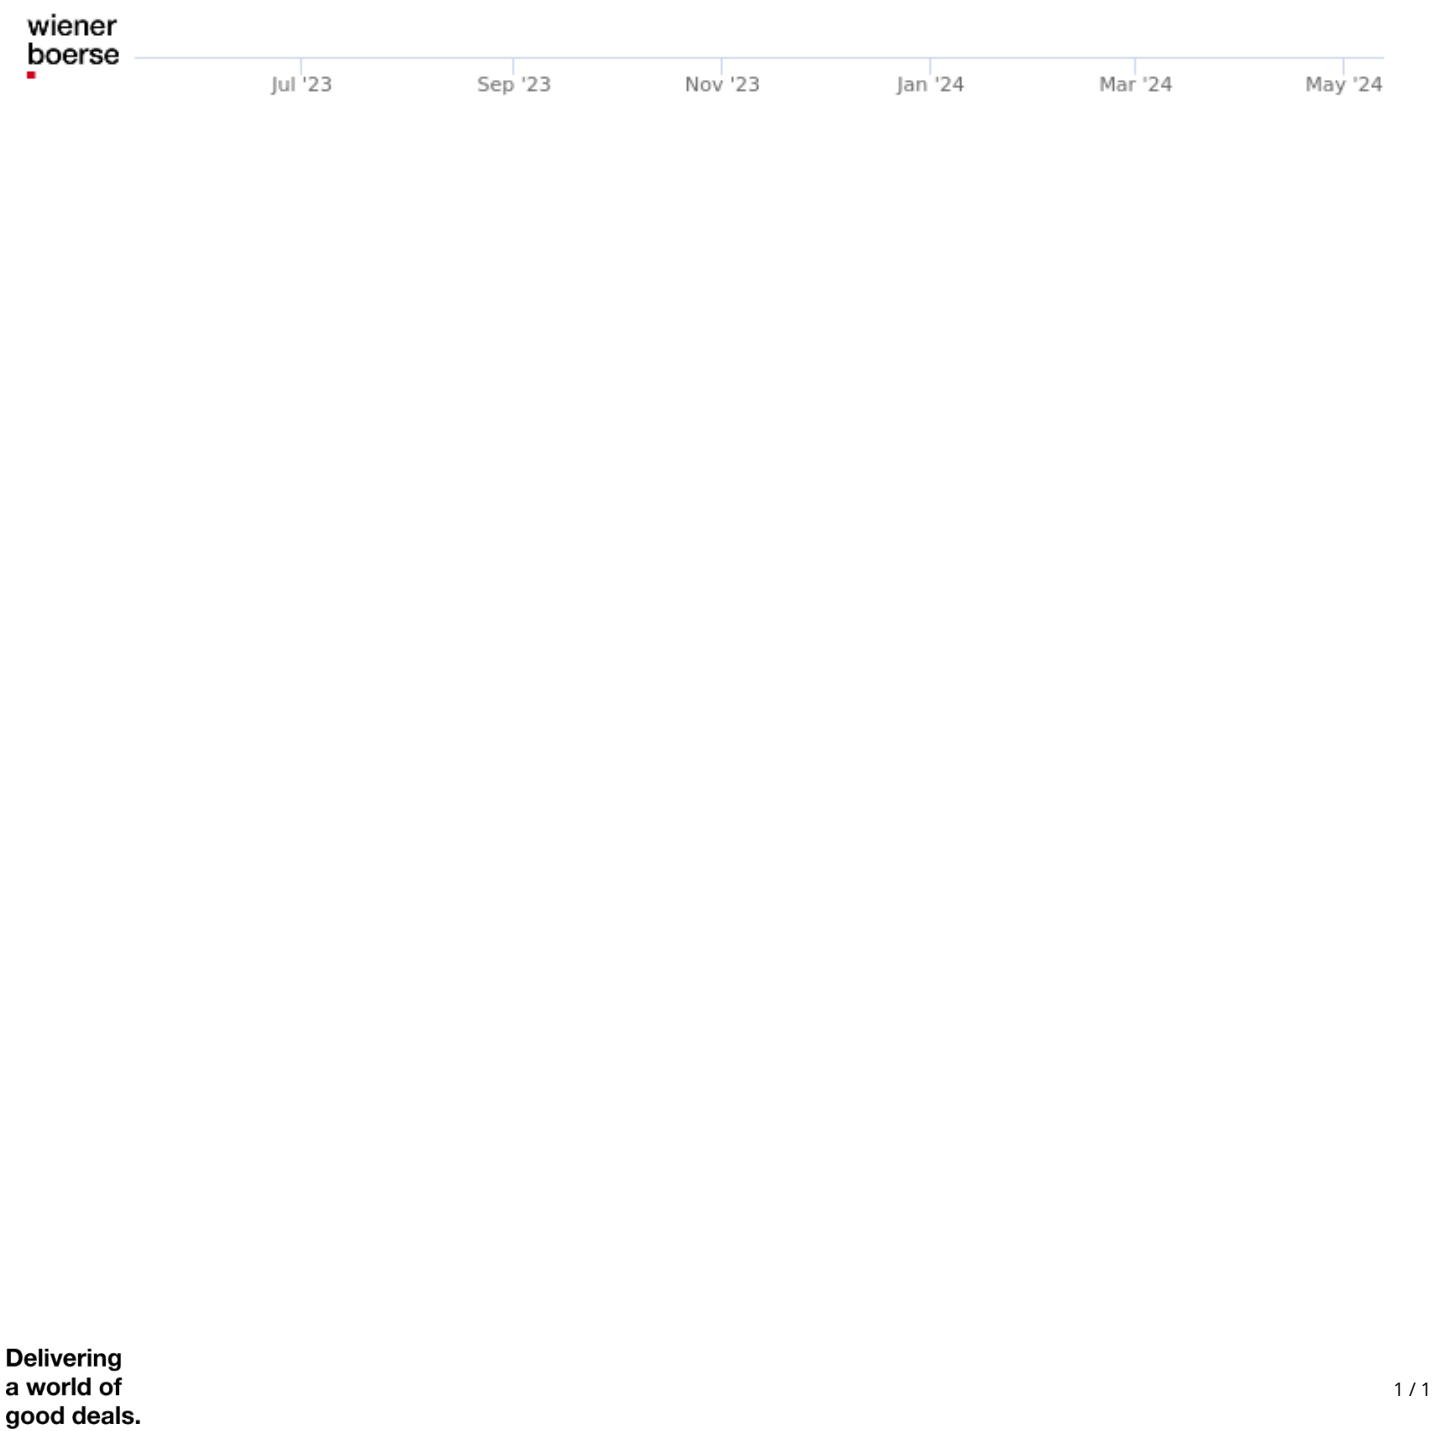 wiener
boerse
Jul '23 Sep '23 Nov '23 Jan '24 Mar '24 May '24
Delivering
a world of
good deals.
1 / 1